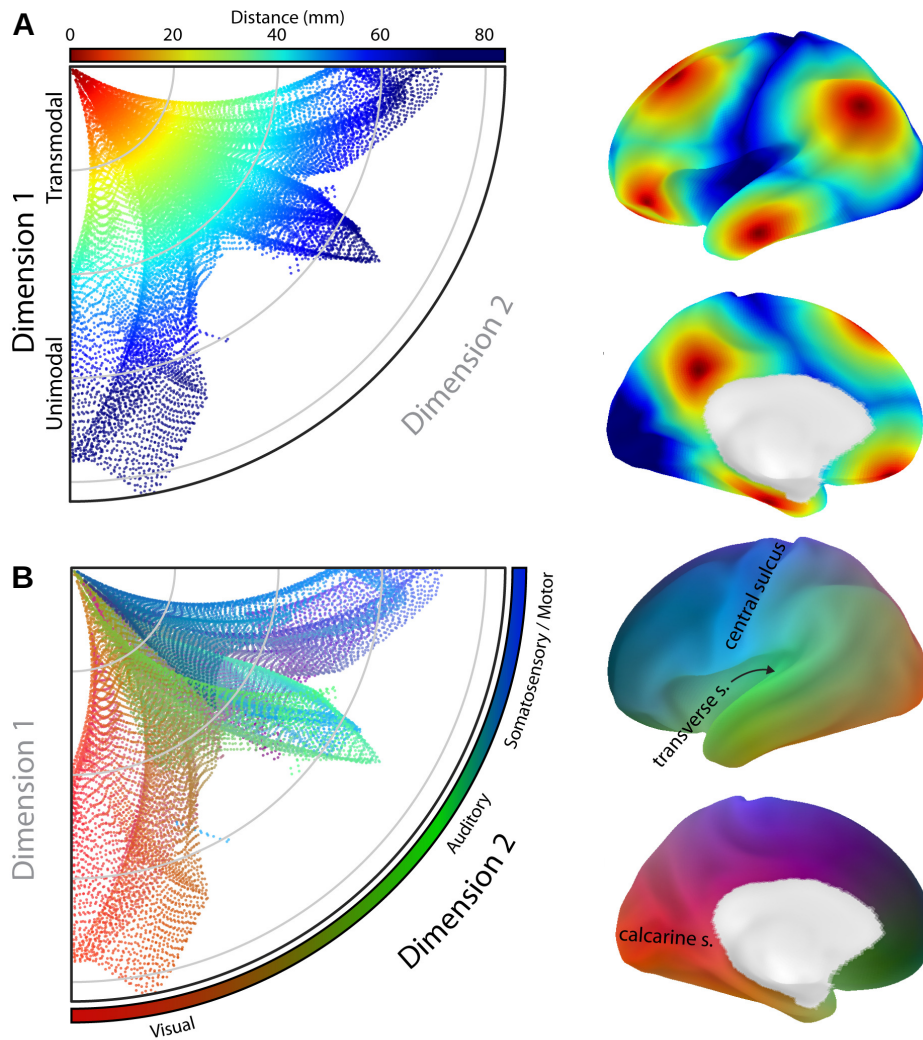 A
Distance (mm)
0 20 40 60 80
Transmodal
Dimension 1
Unimodal
Dimension 2
B
Dimension 1
Somatosensory / Motor
Auditory
Dimension 2
Visual
central sulcus
transverse s.
calcarine s.